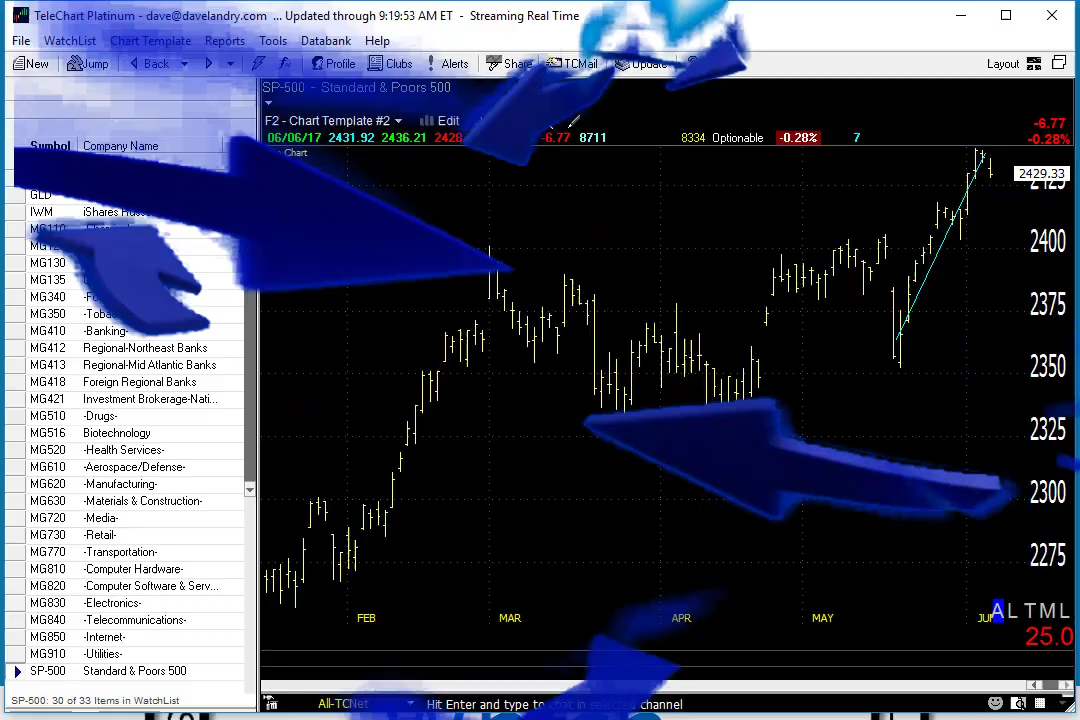 TeleChart Platinum - dave@davelandry.com ... Updated through 9:19:53 AM ET - Streaming Real Time
File WatchList Chart Template Reports Tools Databank Help
New Jump Back Profile Clubs Alerts Share TCMail Update Layout
SP-500 - Standard & Poors 500
F2 - Chart Template #2 Edit
06/06/17 2431.92 2436.21 2428 -6.77 8711 8334 Optionable -0.28% 7
-6.77
-0.28%
Chart
Symbol Company Name
GLD
IWM iShares
MG110
MG130
MG135
MG340
MG350 -Toba
MG410 -Banking-
MG412 Regional-Northeast Banks
MG413 Regional-Mid Atlantic Banks
MG418 Foreign Regional Banks
MG421 Investment Brokerage-Nati...
MG510 -Drugs-
MG516 Biotechnology
MG520 -Health Services-
MG610 -Aerospace/Defense-
MG620 -Manufacturing-
MG630 -Materials & Construction-
MG720 -Media-
MG730 -Retail-
MG770 -Transportation-
MG810 -Computer Hardware-
MG820 -Computer Software & Serv...
MG830 -Electronics-
MG840 -Telecommunications-
MG850 -Internet-
MG910 -Utilities-
SP-500 Standard & Poors 500
2429.33
2425
2400
2375
2350
2325
2300
2275
FEB MAR APR MAY JUN
A L T M L
25.0
SP-500: 30 of 33 Items in WatchList
All-TCNet Hit Enter and type to chat in selected channel